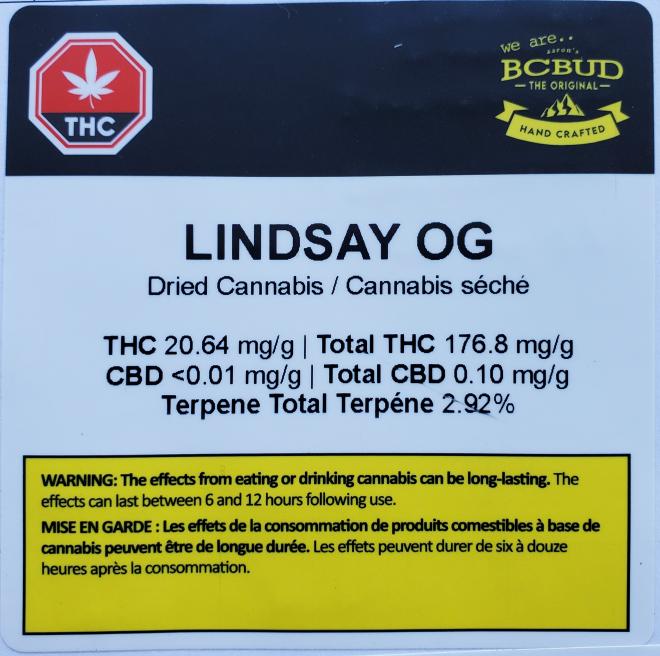 THC
We are..
aaron's
BCBUD
THE ORIGINAL
HAND CRAFTED
LINDSAY OG
Dried Cannabis / Cannabis séché
THC 20.64 mg/g | Total THC 176.8 mg/g
CBD <0.01 mg/g | Total CBD 0.10 mg/g
Terpene Total Terpéne 2.92%
WARNING: The effects from eating or drinking cannabis can be long-lasting. The
effects can last between 6 and 12 hours following use.
MISE EN GARDE : Les effets de la consommation de produits comestibles à base de
cannabis peuvent être de longue durée. Les effets peuvent durer de six à douze
heures après la consommation.